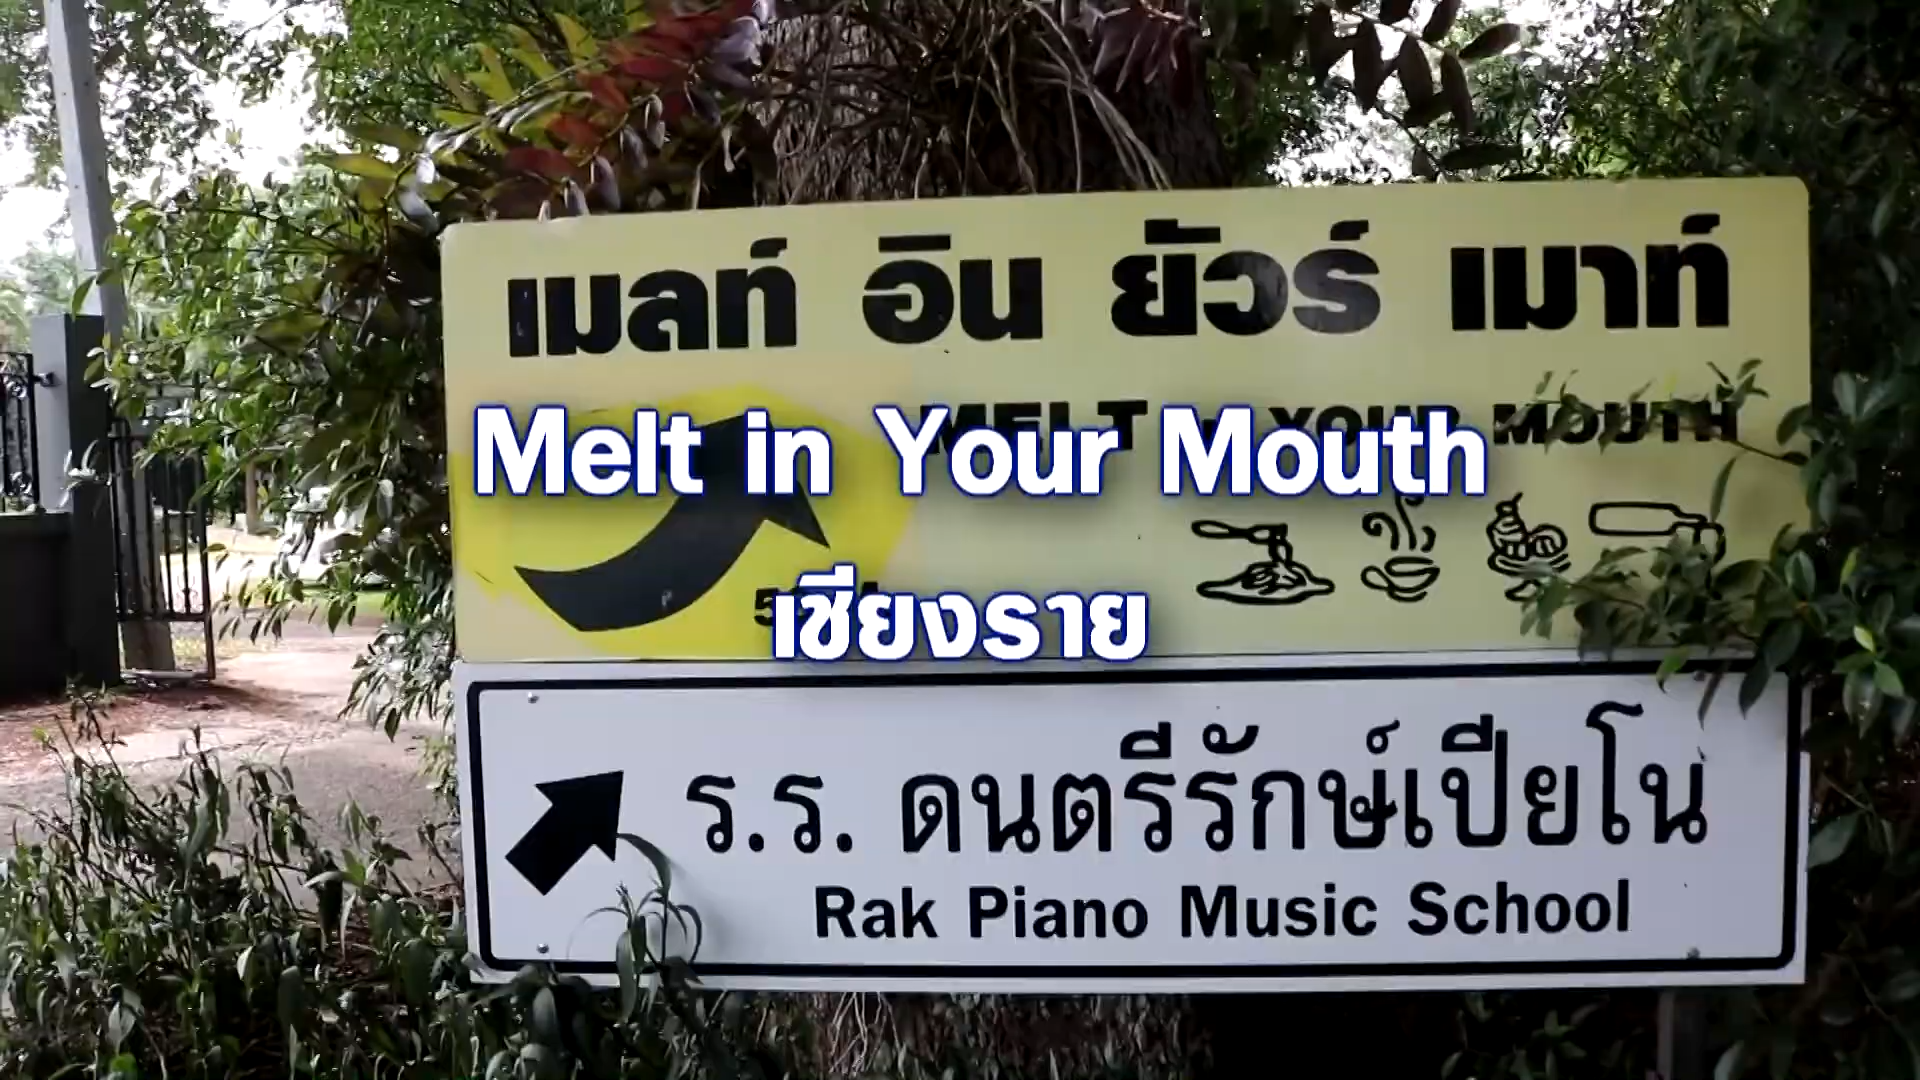 เมลท์ อิน ยัวร์ เมาท์
MELT YOUR MOUTH
Melt in Your Mouth
เชียงราย
ร.ร. ดนตรีรักษ์เปียโน
Rak Piano Music School